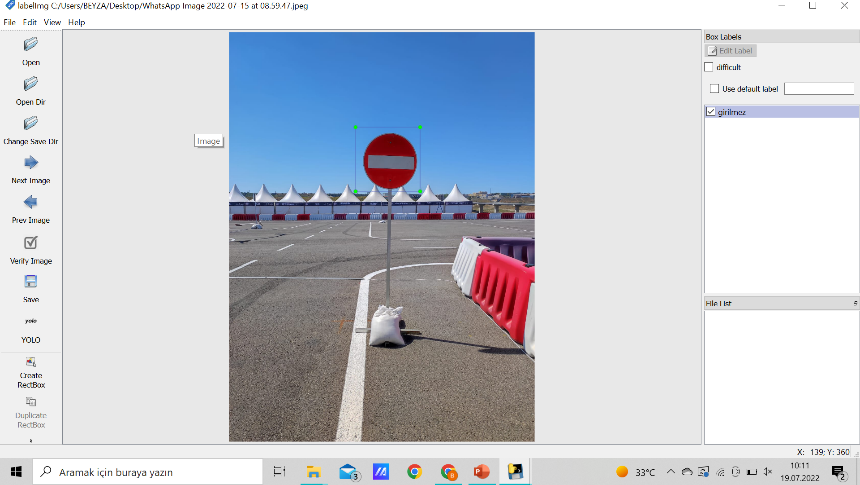 labelImg C:/Users/BEYZA/Desktop/WhatsApp Image 2022-07-15 at 08.59.47.jpeg
File Edit View Help
Open
Open Dir
Change Save Dir
Next Image
Prev Image
Verify Image
Save
yolo
YOLO
Create
RectBox
Duplicate
RectBox
Image
Box Labels
Edit Label
difficult
Use default label
girilmez
File List
X: 139; Y: 360
Aramak için buraya yazın
3
B
P
33°C
10:11
19.07.2022
2